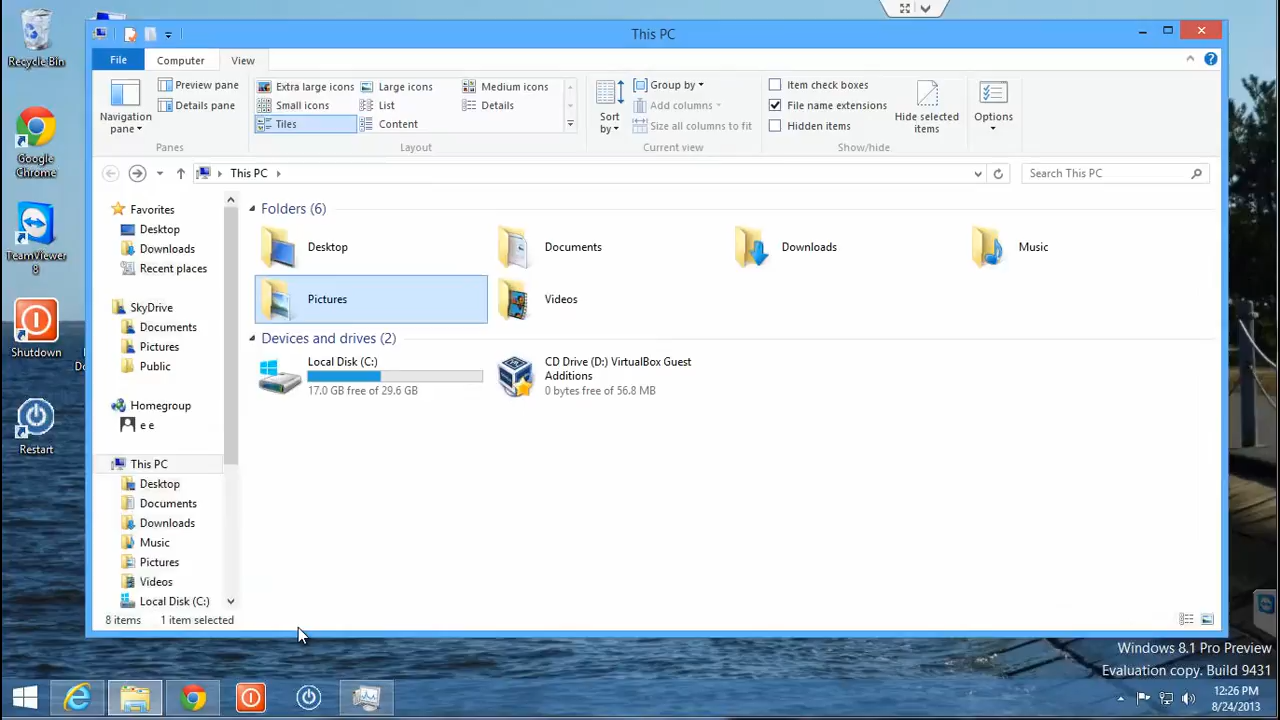 This PC
File Computer View
Navigation pane
Preview pane
Details pane
Panes
Extra large icons Large icons Medium icons
Small icons List Details
Tiles Content
Layout
Sort by
Group by
Add columns
Size all columns to fit
Current view
Item check boxes
File name extensions
Hidden items
Hide selected items
Show/hide
Options
This PC
Search This PC
Favorites
Desktop
Downloads
Recent places
SkyDrive
Documents
Pictures
Public
Homegroup
e e
This PC
Desktop
Documents
Downloads
Music
Pictures
Videos
Local Disk (C:)
Folders (6)
Desktop Documents Downloads Music
Pictures Videos
Devices and drives (2)
Local Disk (C:)
17.0 GB free of 29.6 GB
CD Drive (D:) VirtualBox Guest
Additions
0 bytes free of 56.8 MB
8 items 1 item selected
Recycle Bin
Google
Chrome
TeamViewer
8
Shutdown
Restart
Windows 8.1 Pro Preview
Evaluation copy. Build 9431
12:26 PM
8/24/2013